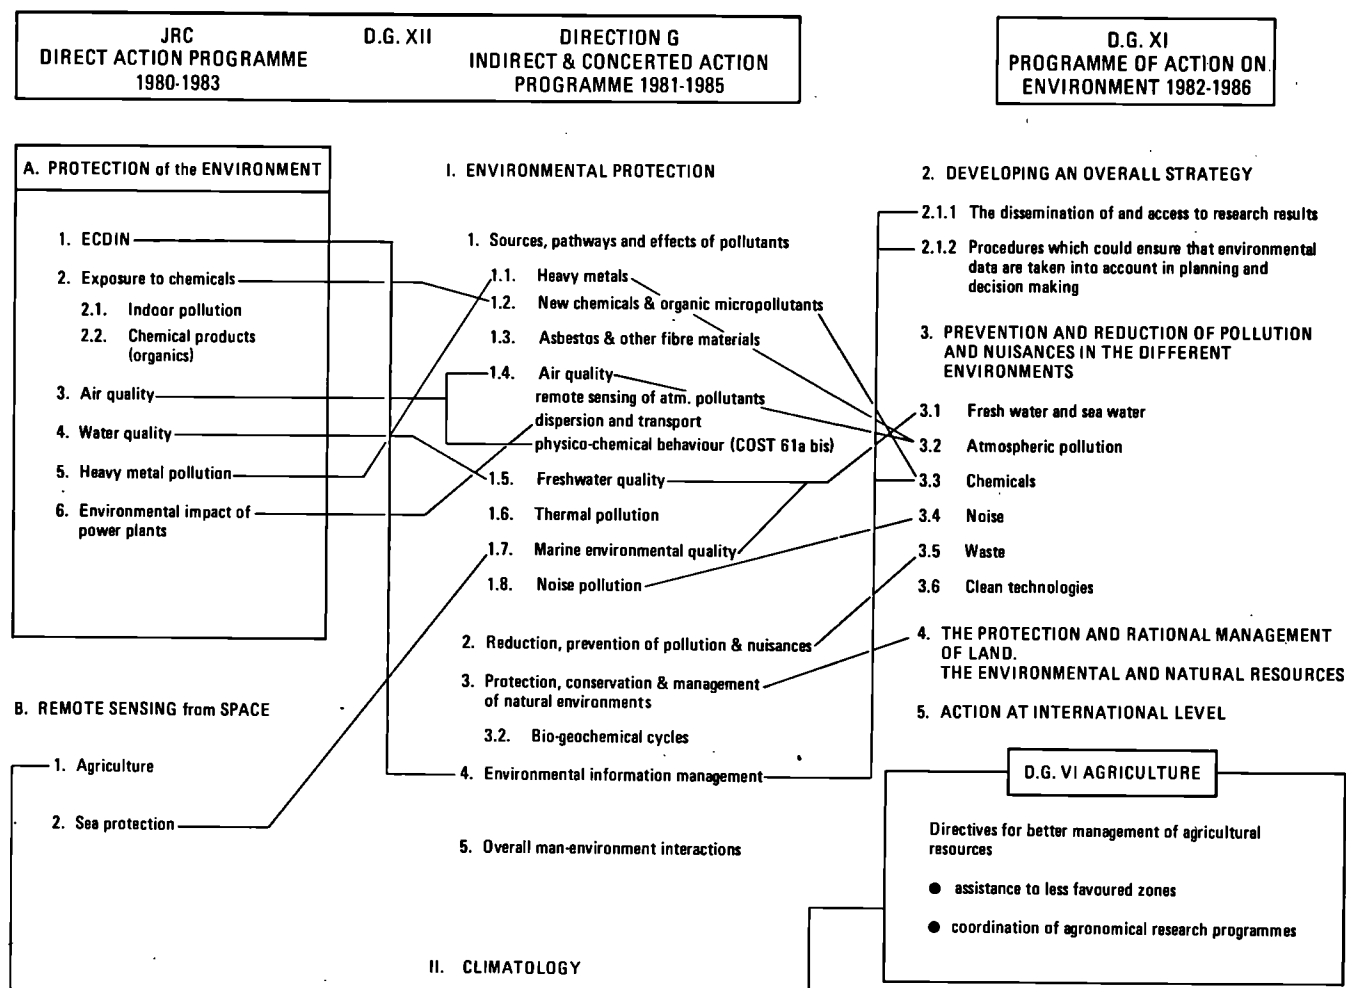 JRC
DIRECT ACTION PROGRAMME
1980-1983
D.G. XII
DIRECTION G
INDIRECT & CONCERTED ACTION
PROGRAMME 1981-1985
D.G. XI
PROGRAMME OF ACTION ON
ENVIRONMENT 1982-1986
A. PROTECTION of the ENVIRONMENT
1. ECDIN
2. Exposure to chemicals
2.1. Indoor pollution
2.2. Chemical products
(organics)
3. Air quality
4. Water quality
5. Heavy metal pollution
6. Environmental impact of
power plants
B. REMOTE SENSING from SPACE
1. Agriculture
2. Sea protection
I. ENVIRONMENTAL PROTECTION
1. Sources, pathways and effects of pollutants
1.1. Heavy metals
1.2. New chemicals & organic micropollutants
1.3. Asbestos & other fibre materials
1.4. Air quality
remote sensing of atm. pollutants
dispersion and transport
physico-chemical behaviour (COST 61a bis)
1.5. Freshwater quality
1.6. Thermal pollution
1.7. Marine environmental quality
1.8. Noise pollution
2. Reduction, prevention of pollution & nuisances
3. Protection, conservation & management
of natural environments
3.2. Bio-geochemical cycles
4. Environmental information management
5. Overall man-environment interactions
II. CLIMATOLOGY
2. DEVELOPING AN OVERALL STRATEGY
2.1.1 The dissemination of and access to research results
2.1.2 Procedures which could ensure that environmental
data are taken into account in planning and
decision making
3. PREVENTION AND REDUCTION OF POLLUTION
AND NUISANCES IN THE DIFFERENT
ENVIRONMENTS
3.1 Fresh water and sea water
3.2 Atmospheric pollution
3.3 Chemicals
3.4 Noise
3.5 Waste
3.6 Clean technologies
4. THE PROTECTION AND RATIONAL MANAGEMENT
OF LAND.
THE ENVIRONMENTAL AND NATURAL RESOURCES
5. ACTION AT INTERNATIONAL LEVEL
D.G. VI AGRICULTURE
Directives for better management of agricultural
resources
● assistance to less favoured zones
● coordination of agronomical research programmes